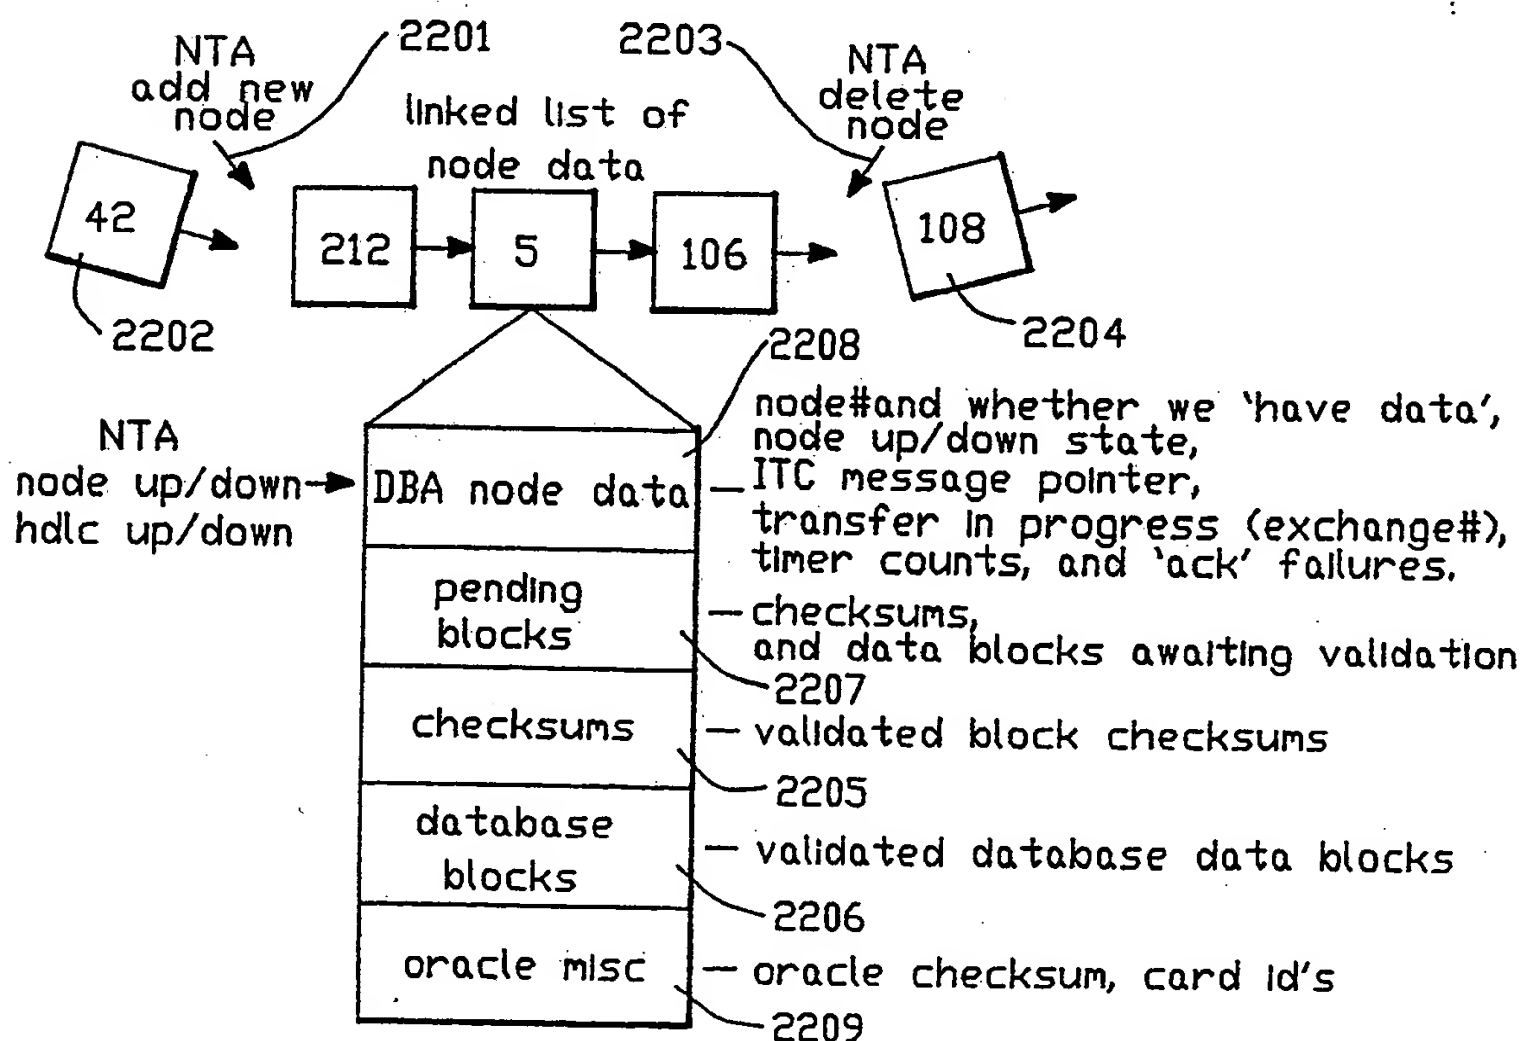 NTA
add new
node
2201
linked list of
node data
2203
NTA
delete
node
42
212
5
106
108
2202
2204
2208
NTA
node up/down
hdlc up/down
DBA node data
node#and whether we 'have data',
node up/down state,
ITC message pointer,
transfer in progress (exchange#),
timer counts, and 'ack' failures.
pending
blocks
checksums,
and data blocks awaiting validation
2207
checksums
validated block checksums
2205
database
blocks
validated database data blocks
2206
oracle misc
oracle checksum, card id's
2209